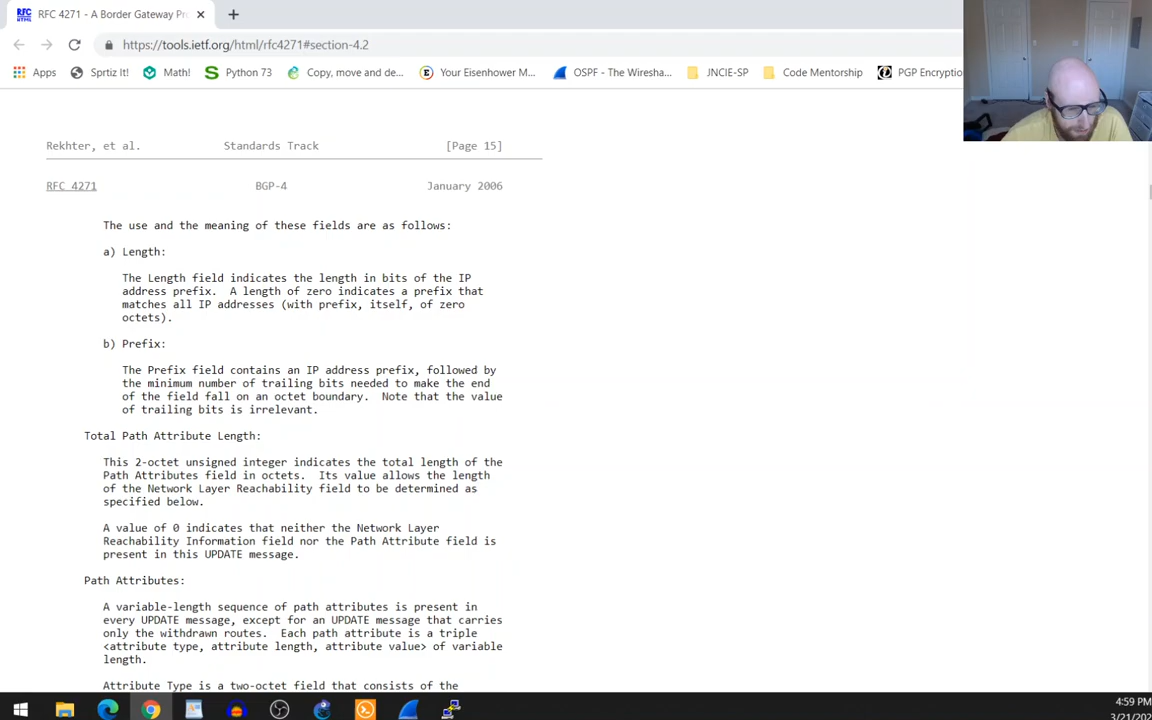 RFC 4271 - A Border Gateway Pr
https://tools.ietf.org/html/rfc4271#section-4.2
Apps Sprtiz It! Math! Python 73 Copy, move and de... Your Eisenhower M... OSPF - The Wiresha... JNCIE-SP Code Mentorship PGP Encryptio
Rekhter, et al. Standards Track [Page 15]
RFC 4271 BGP-4 January 2006
The use and the meaning of these fields are as follows:
a) Length:
The Length field indicates the length in bits of the IP
address prefix. A length of zero indicates a prefix that
matches all IP addresses (with prefix, itself, of zero
octets).
b) Prefix:
The Prefix field contains an IP address prefix, followed by
the minimum number of trailing bits needed to make the end
of the field fall on an octet boundary. Note that the value
of trailing bits is irrelevant.
Total Path Attribute Length:
This 2-octet unsigned integer indicates the total length of the
Path Attributes field in octets. Its value allows the length
of the Network Layer Reachability field to be determined as
specified below.
A value of 0 indicates that neither the Network Layer
Reachability Information field nor the Path Attribute field is
present in this UPDATE message.
Path Attributes:
A variable-length sequence of path attributes is present in
every UPDATE message, except for an UPDATE message that carries
only the withdrawn routes. Each path attribute is a triple
<attribute type, attribute length, attribute value> of variable
length.
Attribute Type is a two-octet field that consists of the
4:59 PM
3/21/20